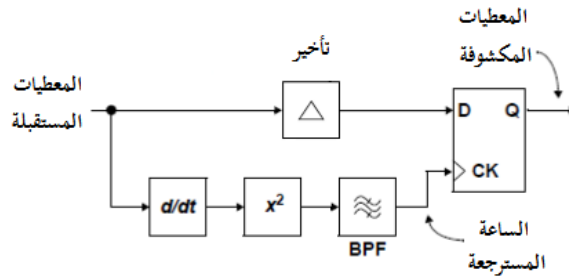 المعطيات
المكشوفة
تأخير
المعطيات
المستقبلة
△
D Q
CK
d/dt
x²
BPF
الساعة
المسترجعة